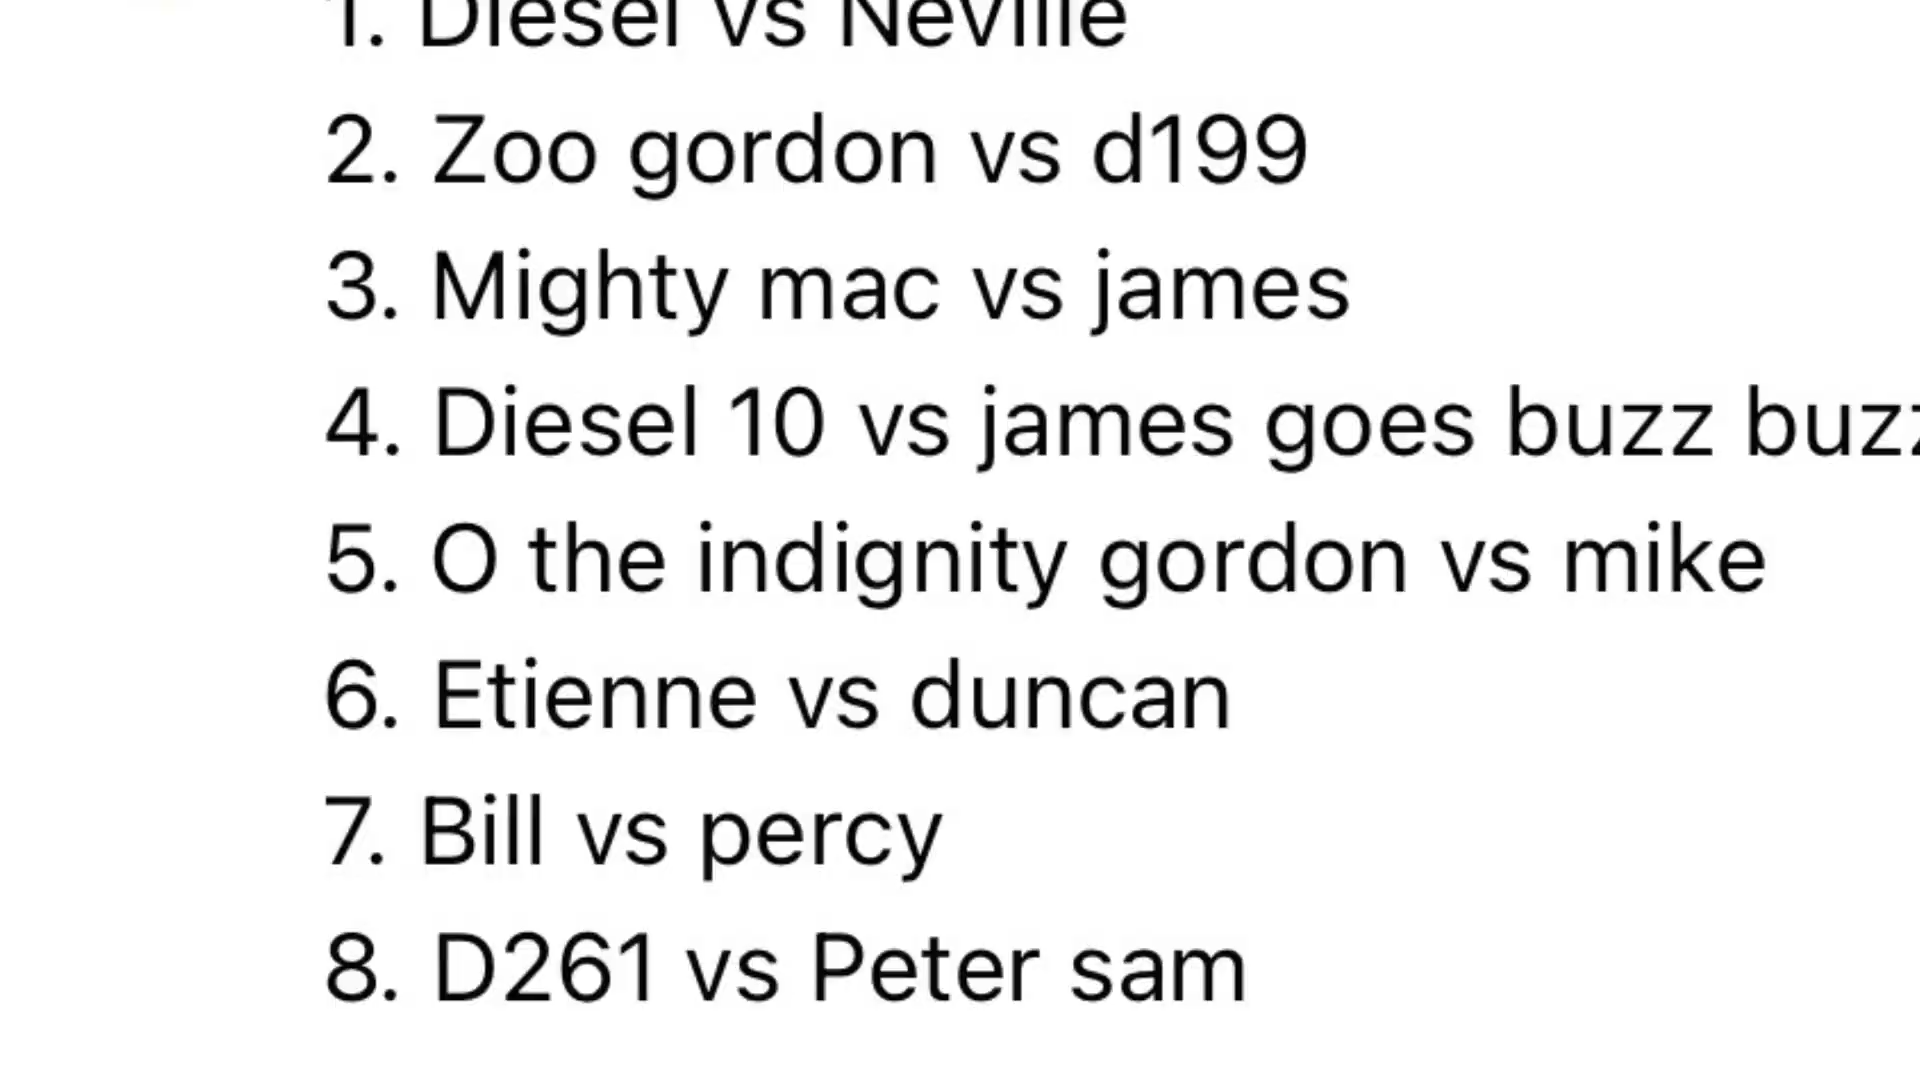 1. Diesel vs Neville
2. Zoo gordon vs d199
3. Mighty mac vs james
4. Diesel 10 vs james goes buzz buzz
5. O the indignity gordon vs mike
6. Etienne vs duncan
7. Bill vs percy
8. D261 vs Peter sam